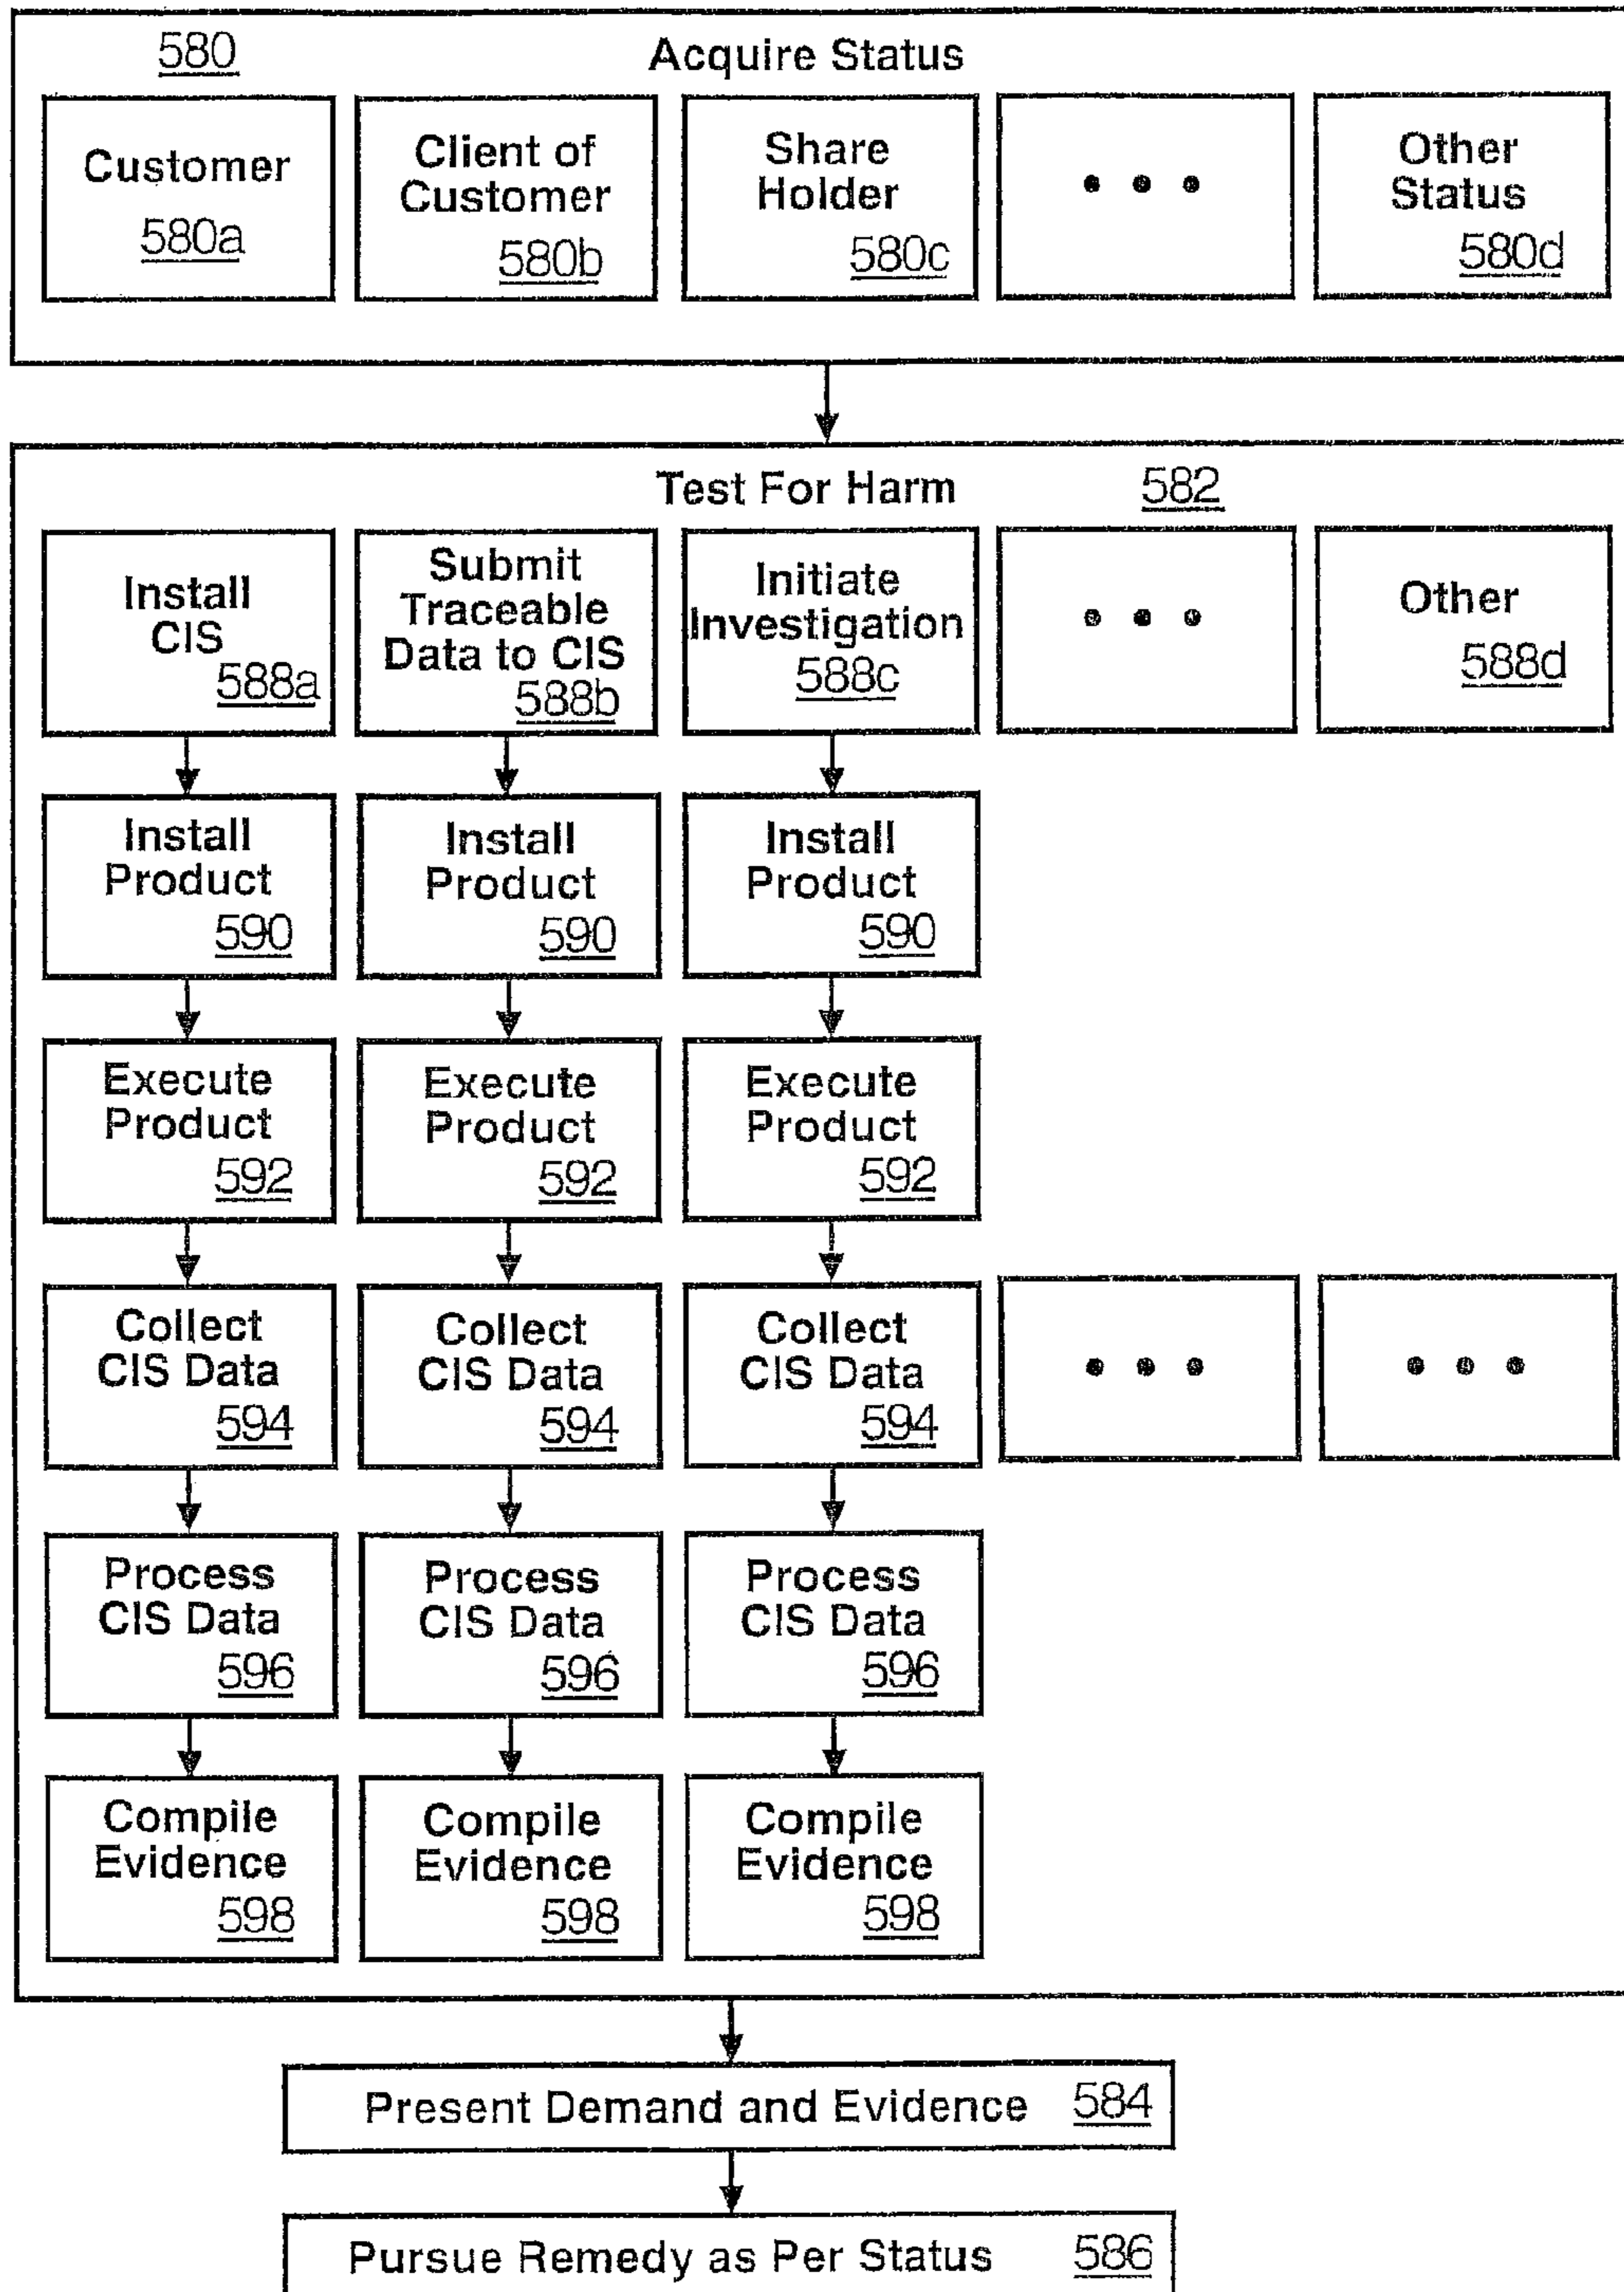 580
Acquire Status
Customer
580a
Client of
Customer
580b
Share
Holder
580c
• • •
Other
Status
580d
Test For Harm 582
Install
CIS
588a
Submit
Traceable
Data to CIS
588b
Initiate
Investigation
588c
• • •
Other
588d
Install
Product
590
Install
Product
590
Install
Product
590
Execute
Product
592
Execute
Product
592
Execute
Product
592
Collect
CIS Data
594
Collect
CIS Data
594
Collect
CIS Data
594
• • •
• • •
Process
CIS Data
596
Process
CIS Data
596
Process
CIS Data
596
Compile
Evidence
598
Compile
Evidence
598
Compile
Evidence
598
Present Demand and Evidence 584
Pursue Remedy as Per Status 586